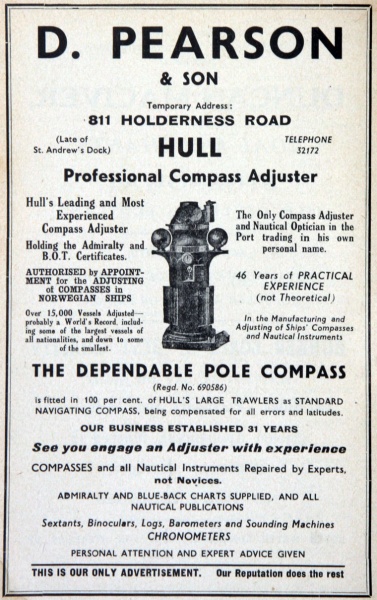 D. PEARSON
& SON
Temporary Address:
811 HOLDERNESS ROAD
(Late of
St. Andrew's Dock)
HULL
TELEPHONE
32172
Professional Compass Adjuster
Hull's Leading and Most
Experienced
Compass Adjuster
Holding the Admiralty and
B.O.T. Certificates.
AUTHORISED by APPOINT-
MENT for the ADJUSTING
of COMPASSES in
NORWEGIAN SHIPS
Over 15,000 Vessels Adjusted—
probably a World's Record, includ-
ing some of the largest vessels of
all nationalities, and down to some
of the smallest.
The Only Compass Adjuster
and Nautical Optician in the
Port trading in his own
personal name.
46 Years of PRACTICAL
EXPERIENCE
(not Theoretical)
In the Manufacturing and
Adjusting of Ships' Compasses
and Nautical Instruments
THE DEPENDABLE POLE COMPASS
(Regd. No. 690586)
is fitted in 100 per cent. of HULL'S LARGE TRAWLERS as STANDARD
NAVIGATING COMPASS, being compensated for all errors and latitudes.
OUR BUSINESS ESTABLISHED 31 YEARS
See you engage an Adjuster with experience
COMPASSES and all Nautical Instruments Repaired by Experts,
not Novices.
ADMIRALTY AND BLUE-BACK CHARTS SUPPLIED, AND ALL
NAUTICAL PUBLICATIONS
Sextants, Binoculars, Logs, Barometers and Sounding Machines
CHRONOMETERS
PERSONAL ATTENTION AND EXPERT ADVICE GIVEN
THIS IS OUR ONLY ADVERTISEMENT. Our Reputation does the rest